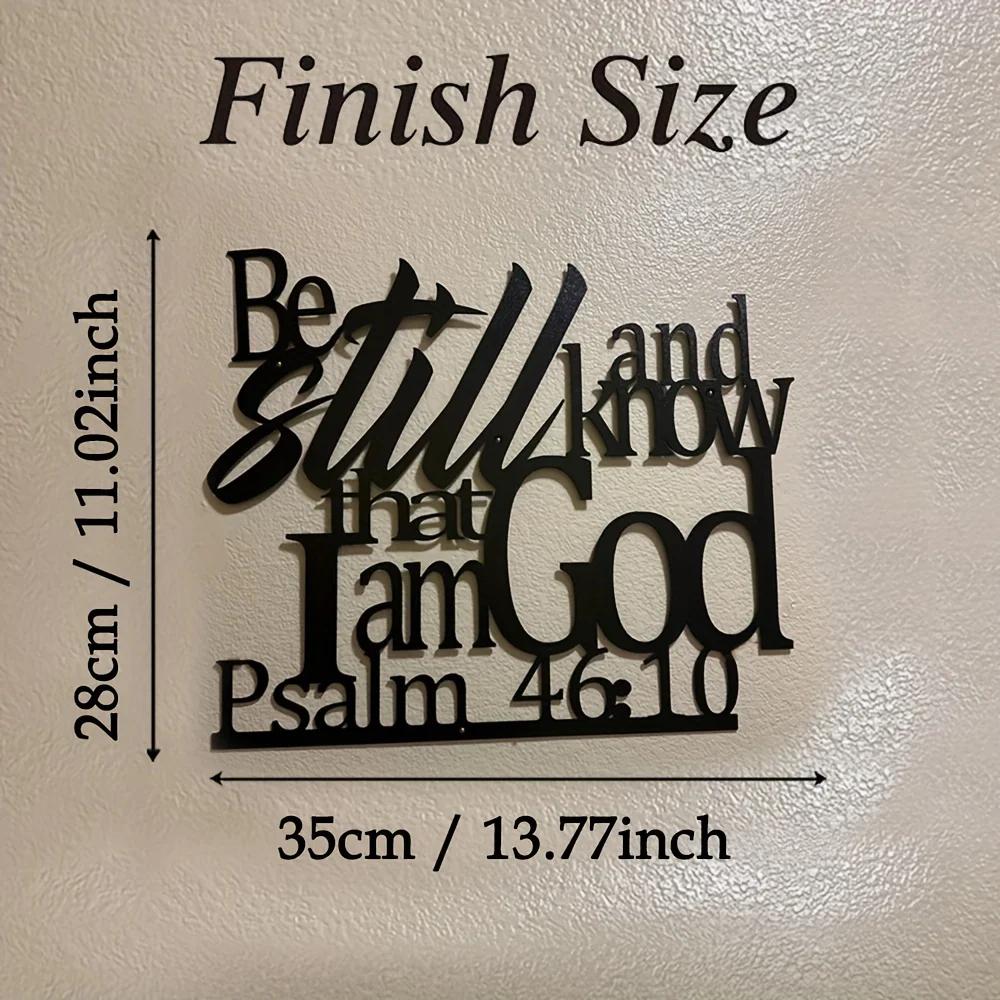 Finish Size
28cm / 11.02inch
Be still and
know
that
I am God
Psalm 46:10
35cm / 13.77inch